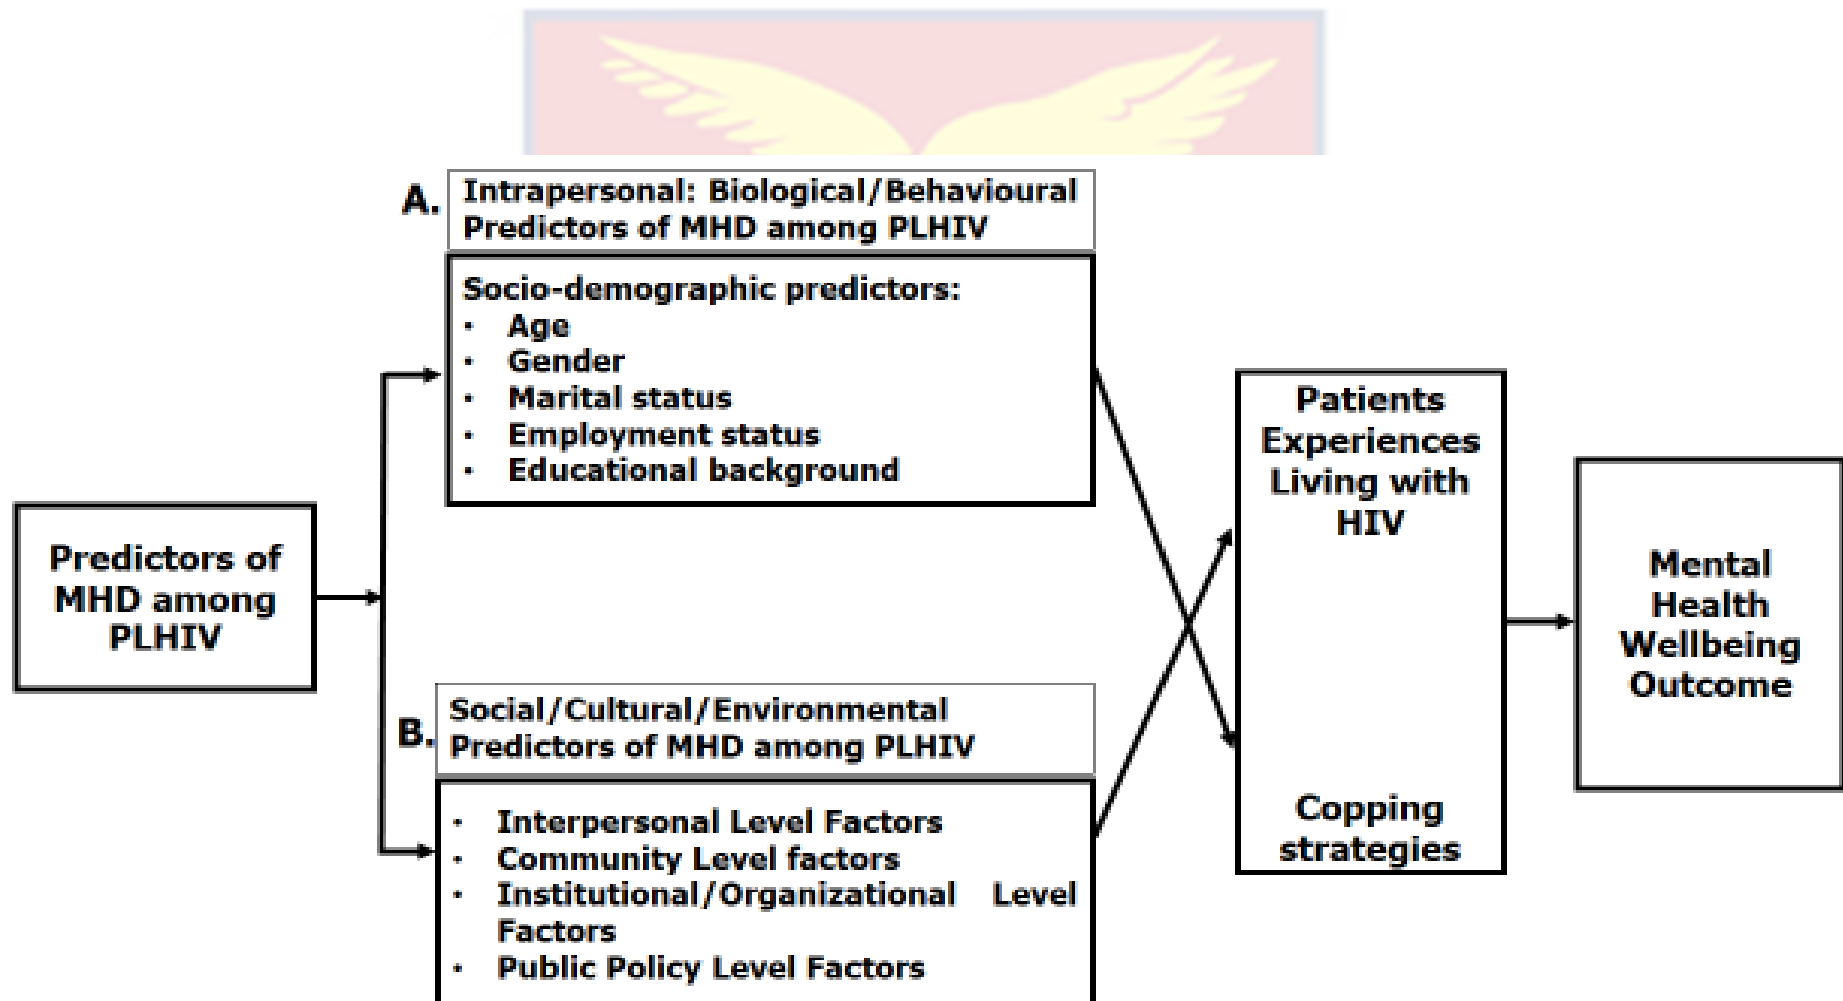 A.
Intrapersonal: Biological/Behavioural
Predictors of MHD among PLHIV
Socio-demographic predictors:
• Age
• Gender
• Marital status
• Employment status
• Educational background
Predictors of
MHD among
PLHIV
B.
Social/Cultural/Environmental
Predictors of MHD among PLHIV
• Interpersonal Level Factors
• Community Level factors
• Institutional/Organizational Level
Factors
• Public Policy Level Factors
Patients
Experiences
Living with
HIV
Copping
strategies
Mental
Health
Wellbeing
Outcome